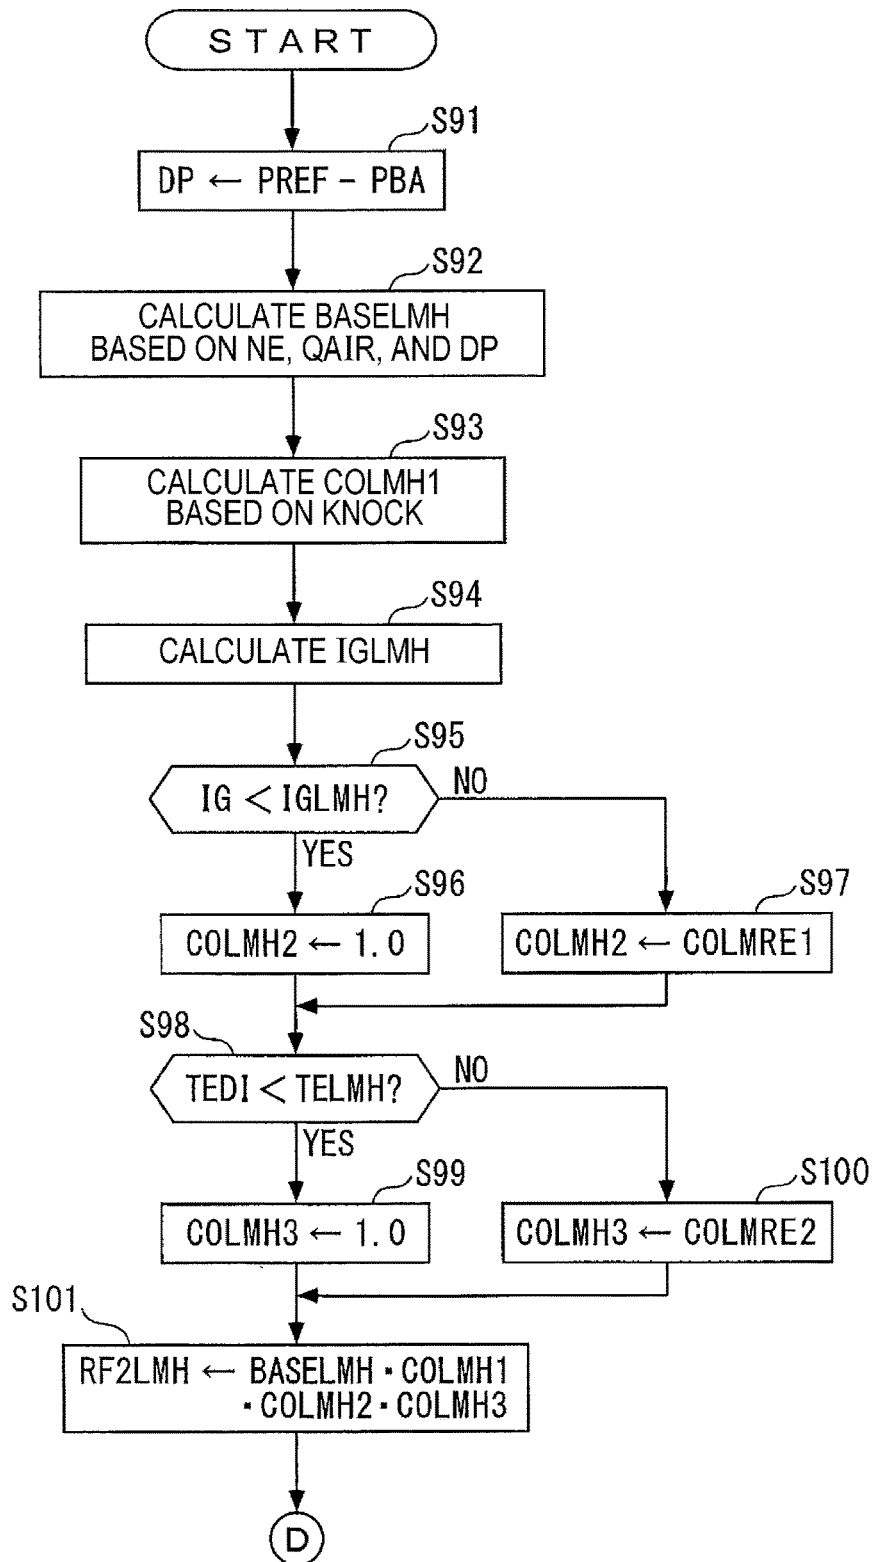 START
S91
DP ← PREF - PBA
S92
CALCULATE BASELMH
BASED ON NE, QAIR, AND DP
S93
CALCULATE COLMH1
BASED ON KNOCK
S94
CALCULATE IGLMH
S95
IG < IGLMH?
NO
YES
S96
COLMH2 ← 1.0
S97
COLMH2 ← COLMRE1
S98
TEDI < TELMH?
NO
YES
S99
COLMH3 ← 1.0
S100
COLMH3 ← COLMRE2
S101
RF2LMH ← BASELMH · COLMH1
· COLMH2 · COLMH3
D